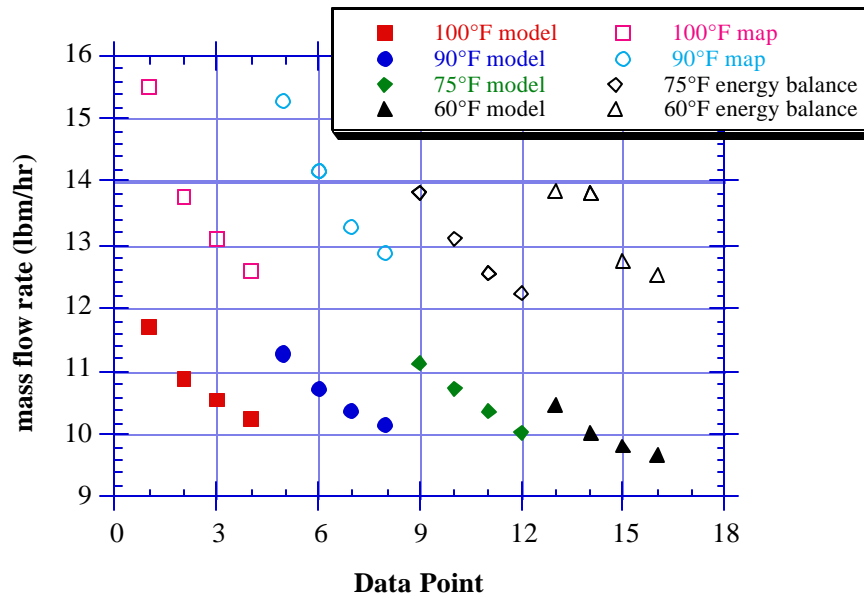 100°F model 100°F map
90°F model 90°F map
75°F model 75°F energy balance
60°F model 60°F energy balance
16
15
14
13
12
11
10
9
mass flow rate (lbm/hr)
0 3 6 9 12 15 18
Data Point